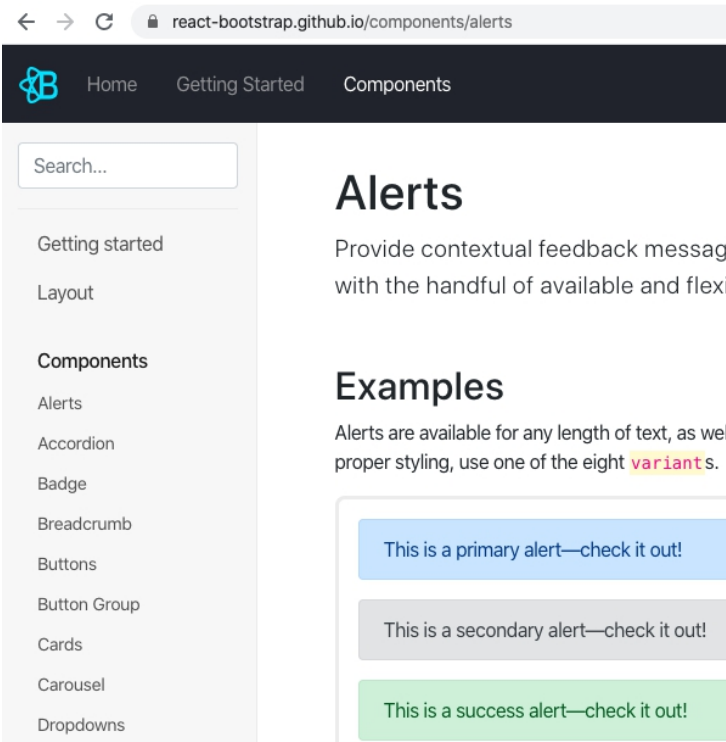 react-bootstrap.github.io/components/alerts
Home Getting Started Components
Search...
Getting started
Layout
Components
Alerts
Accordion
Badge
Breadcrumb
Buttons
Button Group
Cards
Carousel
Dropdowns
Alerts
Provide contextual feedback messag
with the handful of available and flexi
Examples
Alerts are available for any length of text, as wel
proper styling, use one of the eight variants.
This is a primary alert—check it out!
This is a secondary alert—check it out!
This is a success alert—check it out!